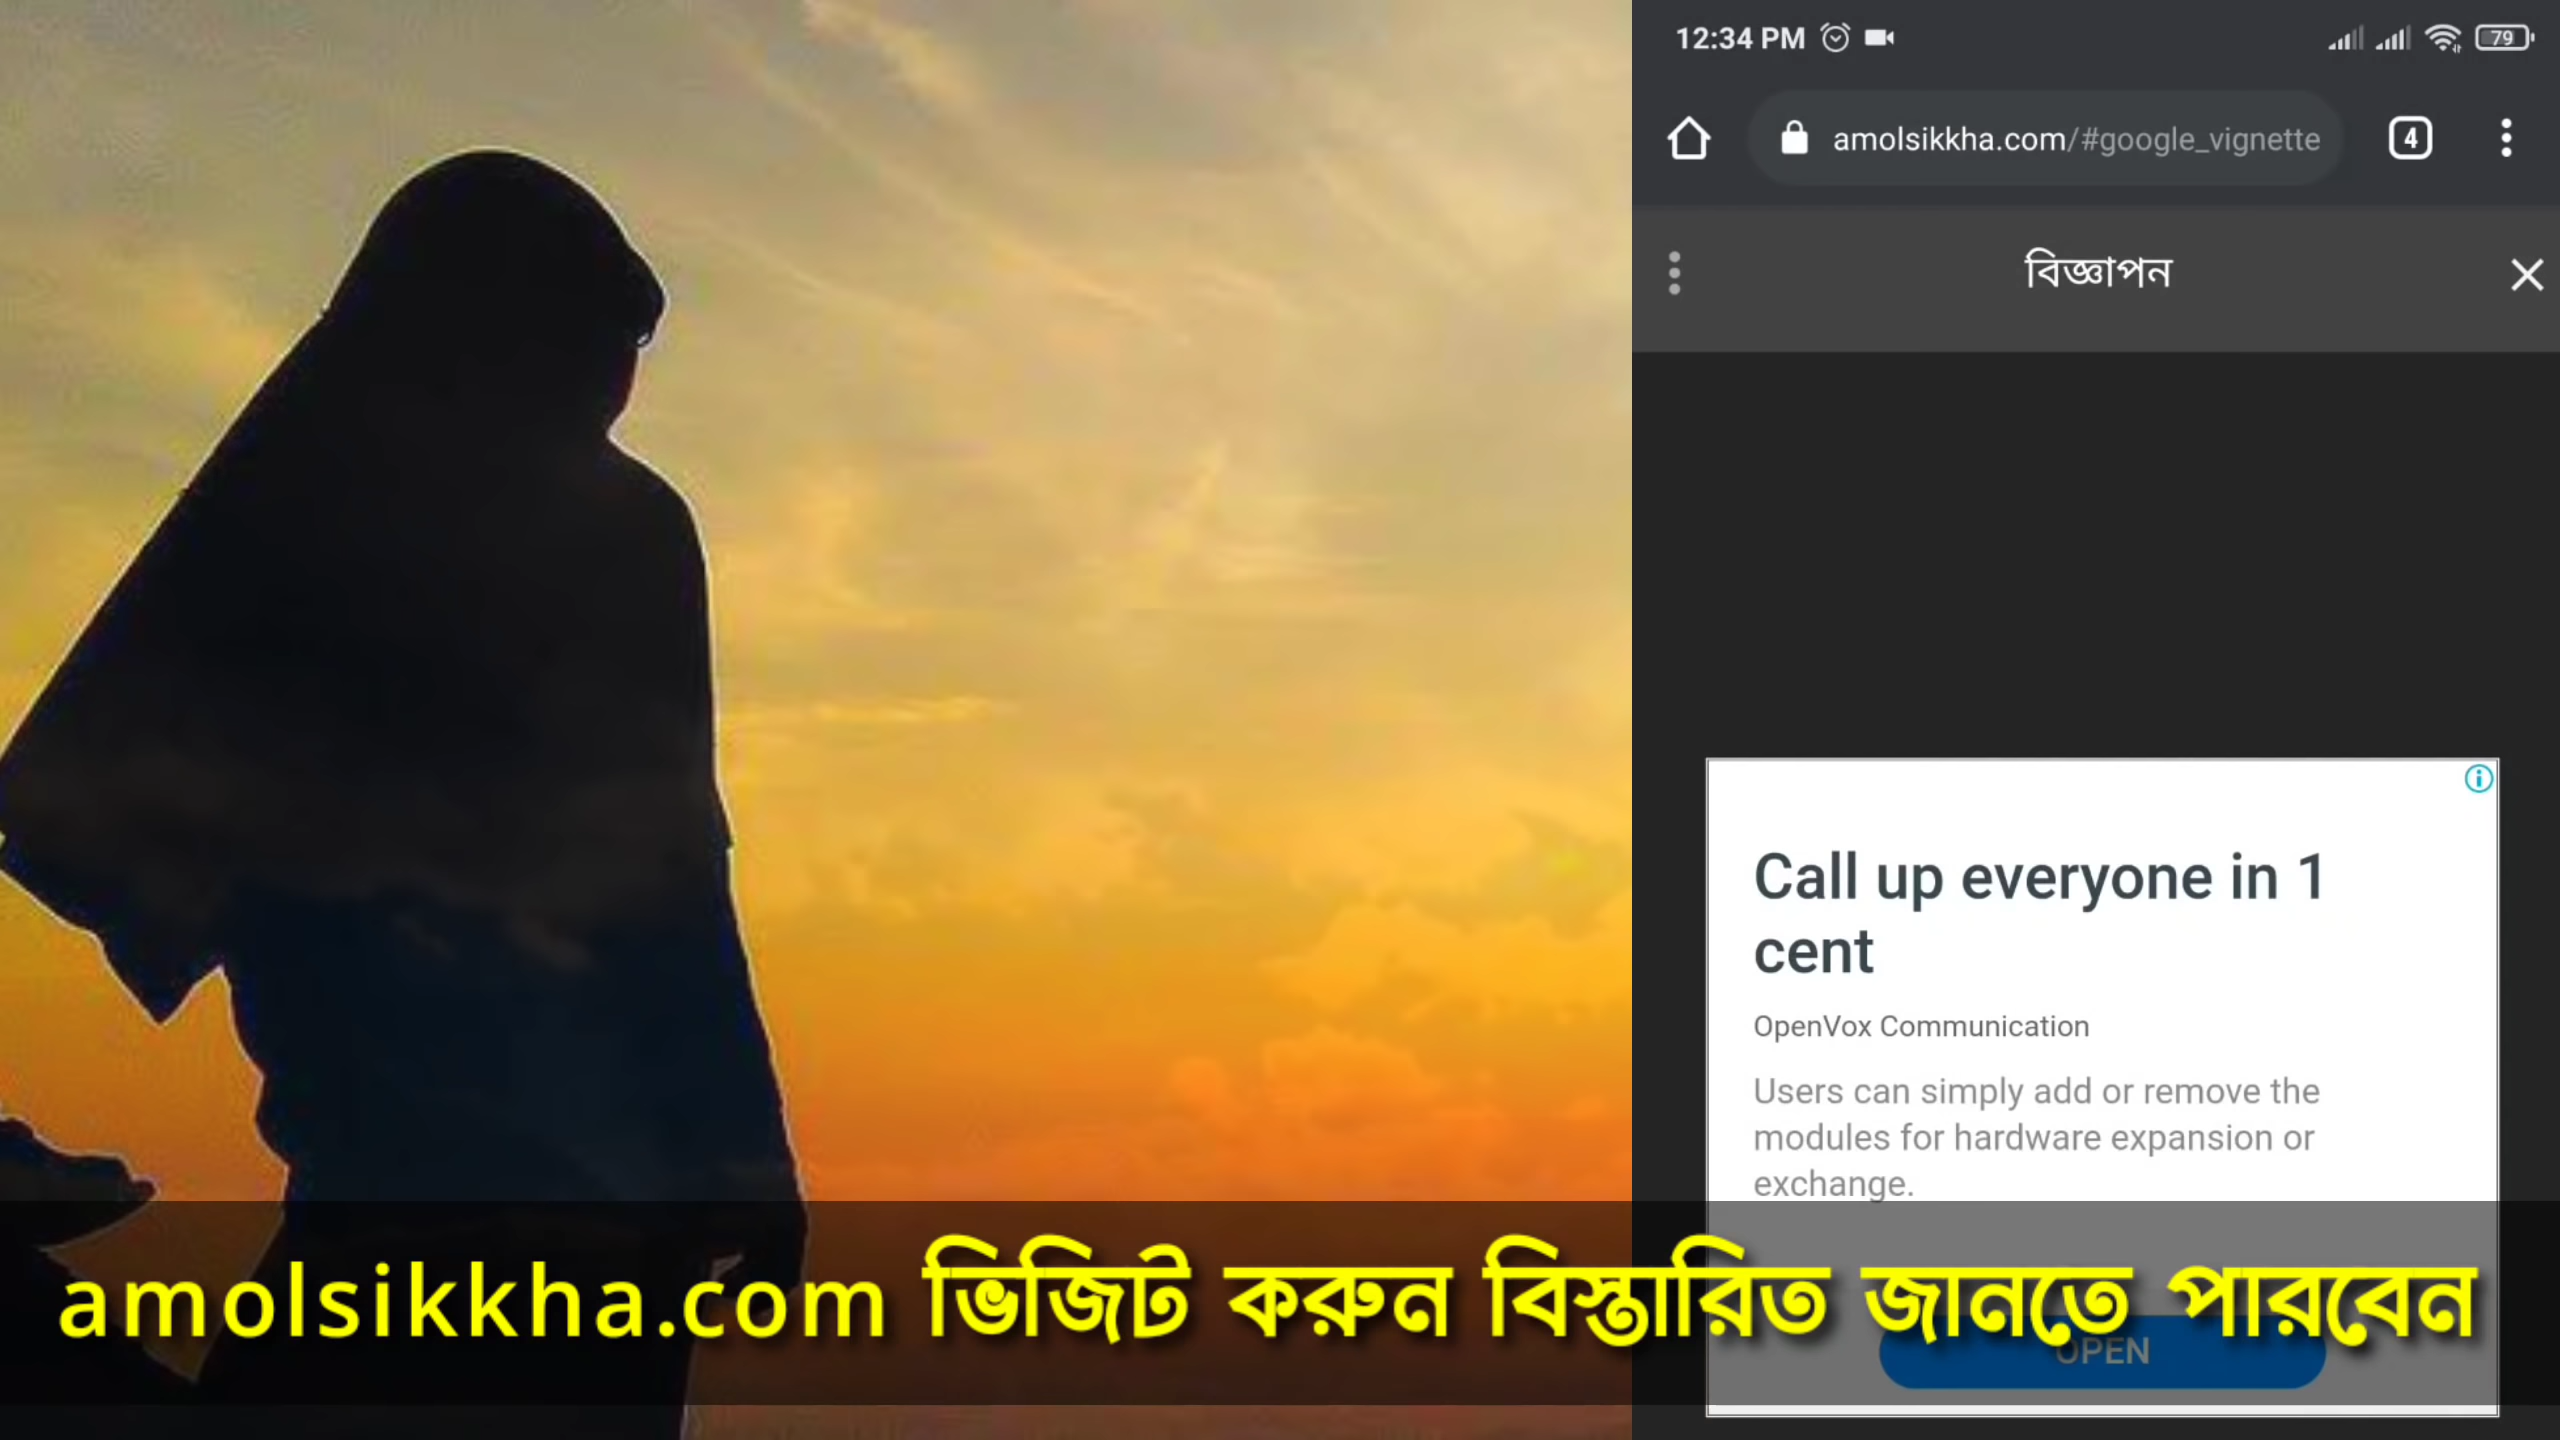 12:34 PM
79
amolsikkha.com/#google_vignette
4
বিজ্ঞাপন
Call up everyone in 1
cent
OpenVox Communication
Users can simply add or remove the
modules for hardware expansion or
exchange.
amolsikkha.com ভিজিট করুন বিস্তারিত জানতে পারবেন
OPEN